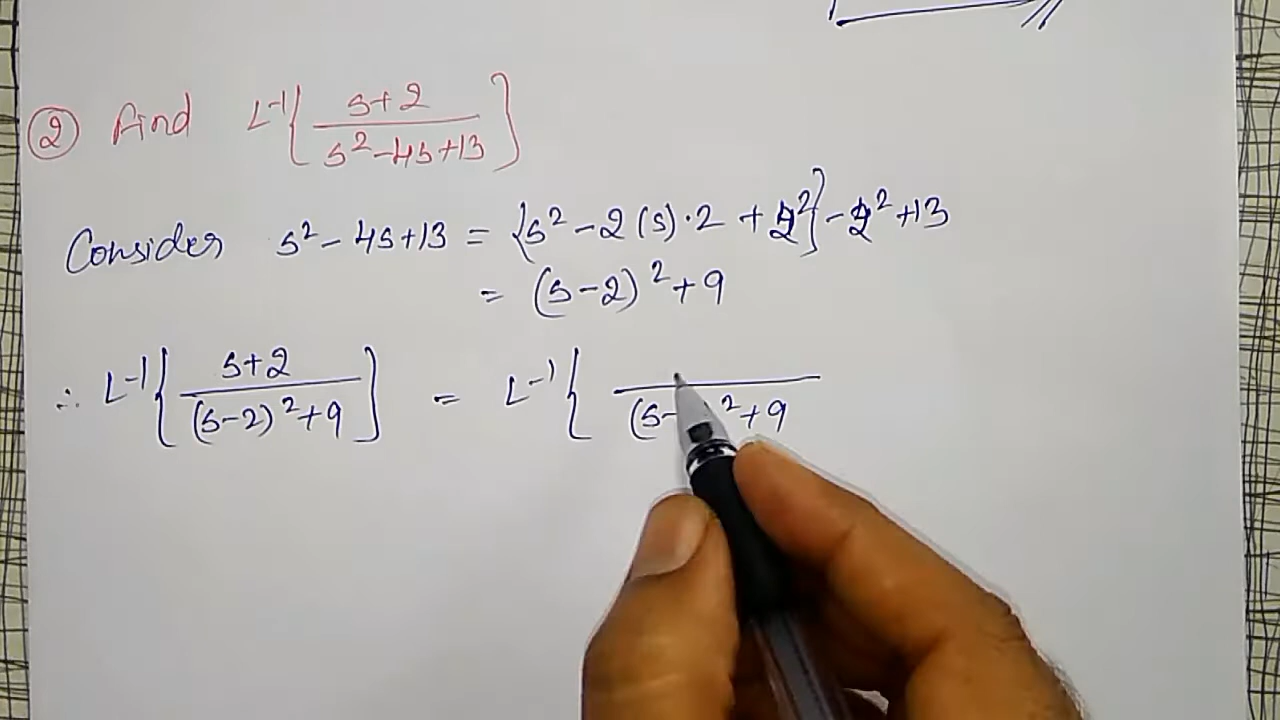 ② Find L⁻¹{ (s+2) / (s²-4s+13) }
Consider s²-4s+13 = {s²-2(s)·2+2²}-2²+13
= (s-2)²+9
∴ L⁻¹{ (s+2) / ((s-2)²+9) } = L⁻¹{ / (s- ²+9